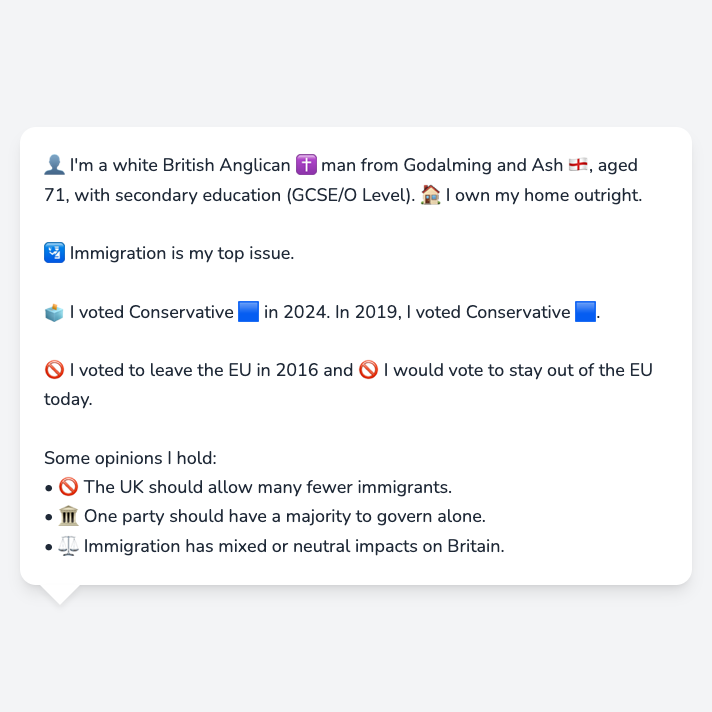 👤 I'm a white British Anglican ✝️ man from Godalming and Ash 🏴󠁧󠁢󠁥󠁮󠁧󠁿, aged
71, with secondary education (GCSE/O Level). 🏠 I own my home outright.
🛂 Immigration is my top issue.
🗳️ I voted Conservative 🟦 in 2024. In 2019, I voted Conservative 🟦.
🚫 I voted to leave the EU in 2016 and 🚫 I would vote to stay out of the EU
today.
Some opinions I hold:
• 🚫 The UK should allow many fewer immigrants.
• 🏛️ One party should have a majority to govern alone.
• ⚖️ Immigration has mixed or neutral impacts on Britain.